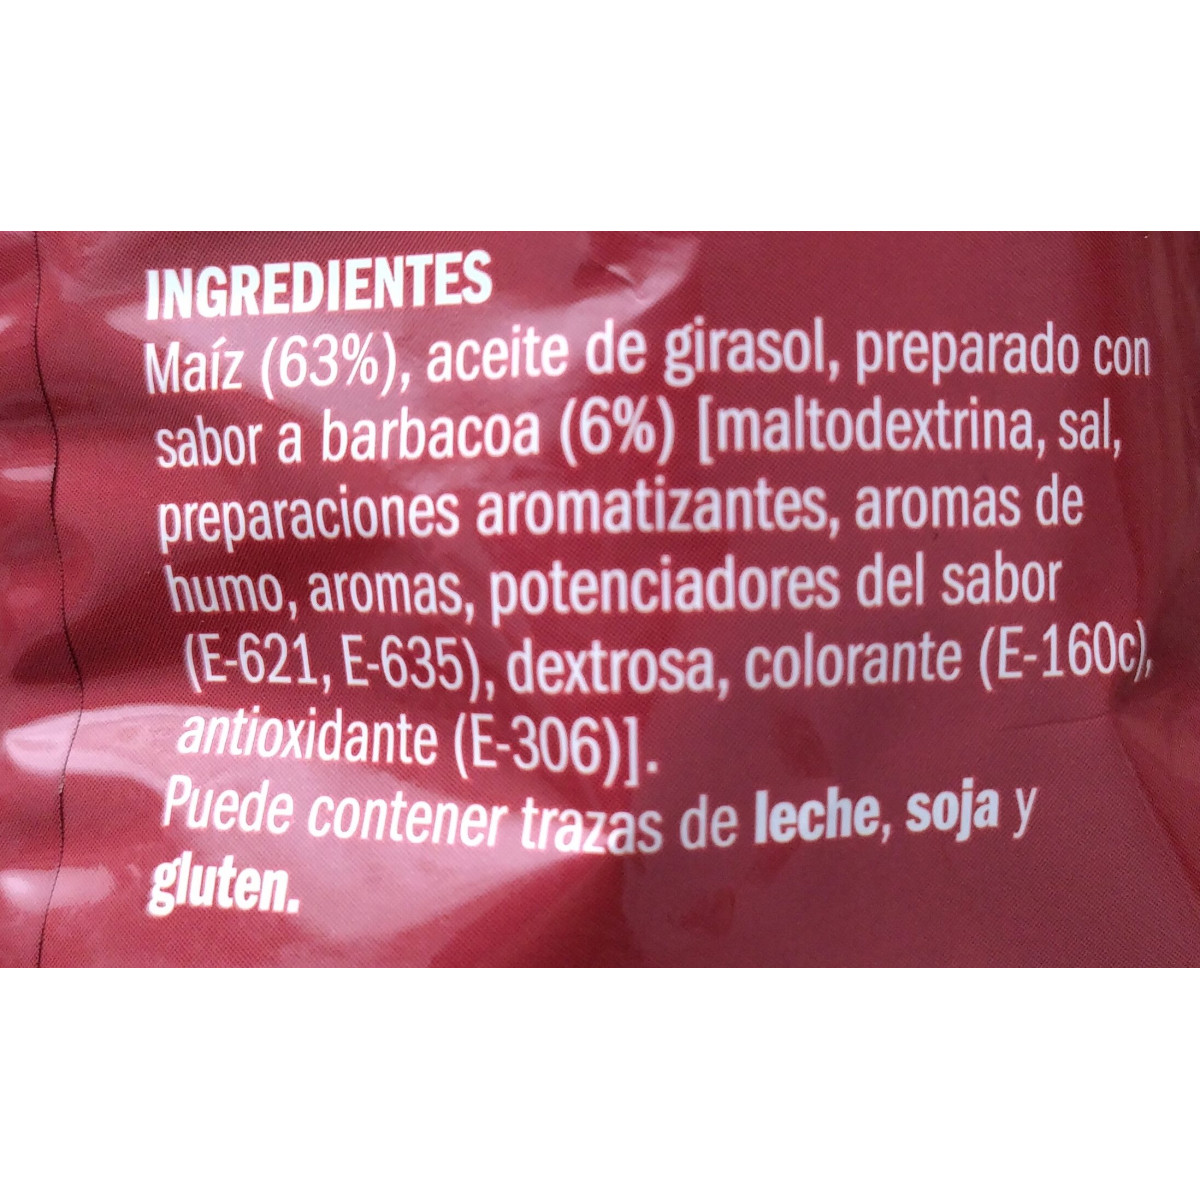 INGREDIENTES
Maíz (63%), aceite de girasol, preparado con
sabor a barbacoa (6%) [maltodextrina, sal,
preparaciones aromatizantes, aromas de
humo, aromas, potenciadores del sabor
(E-621, E-635), dextrosa, colorante (E-160c),
antioxidante (E-306)].
Puede contener trazas de leche, soja y
gluten.